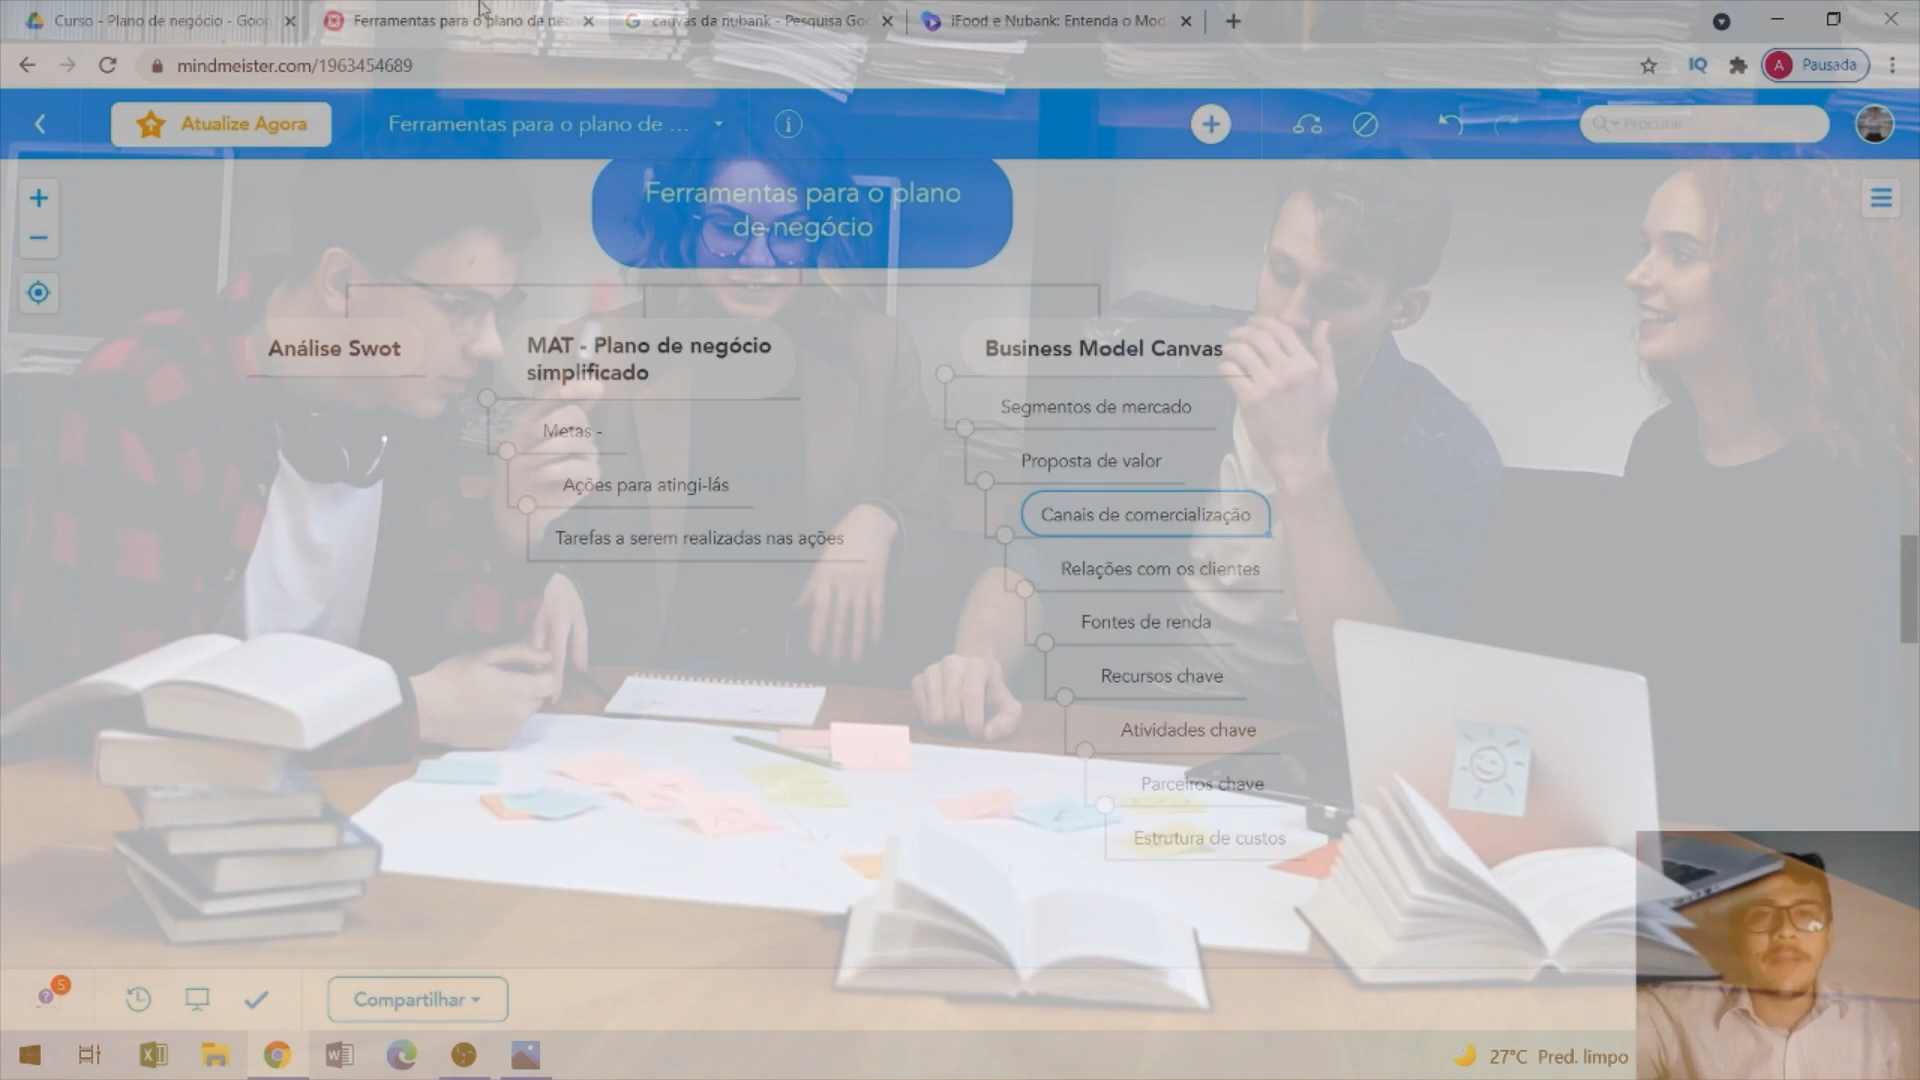 Curso - Plano de negócio - Goo
Ferramentas para o plano de neg
canvas da nubank - Pesquisa Goo
iFood e Nubank: Entenda o Mod
mindmeister.com/1963454689
IQ
A
Pausada
Atualize Agora
Ferramentas para o plano de ...
Procurar
Ferramentas para o plano
de negócio
Análise Swot
MAT - Plano de negócio
simplificado
Metas -
Ações para atingi-lás
Tarefas a serem realizadas nas ações
Business Model Canvas
Segmentos de mercado
Proposta de valor
Canais de comercialização
Relações com os clientes
Fontes de renda
Recursos chave
Atividades chave
Parceiros chave
Estrutura de custos
5
Compartilhar
27°C Pred. limpo